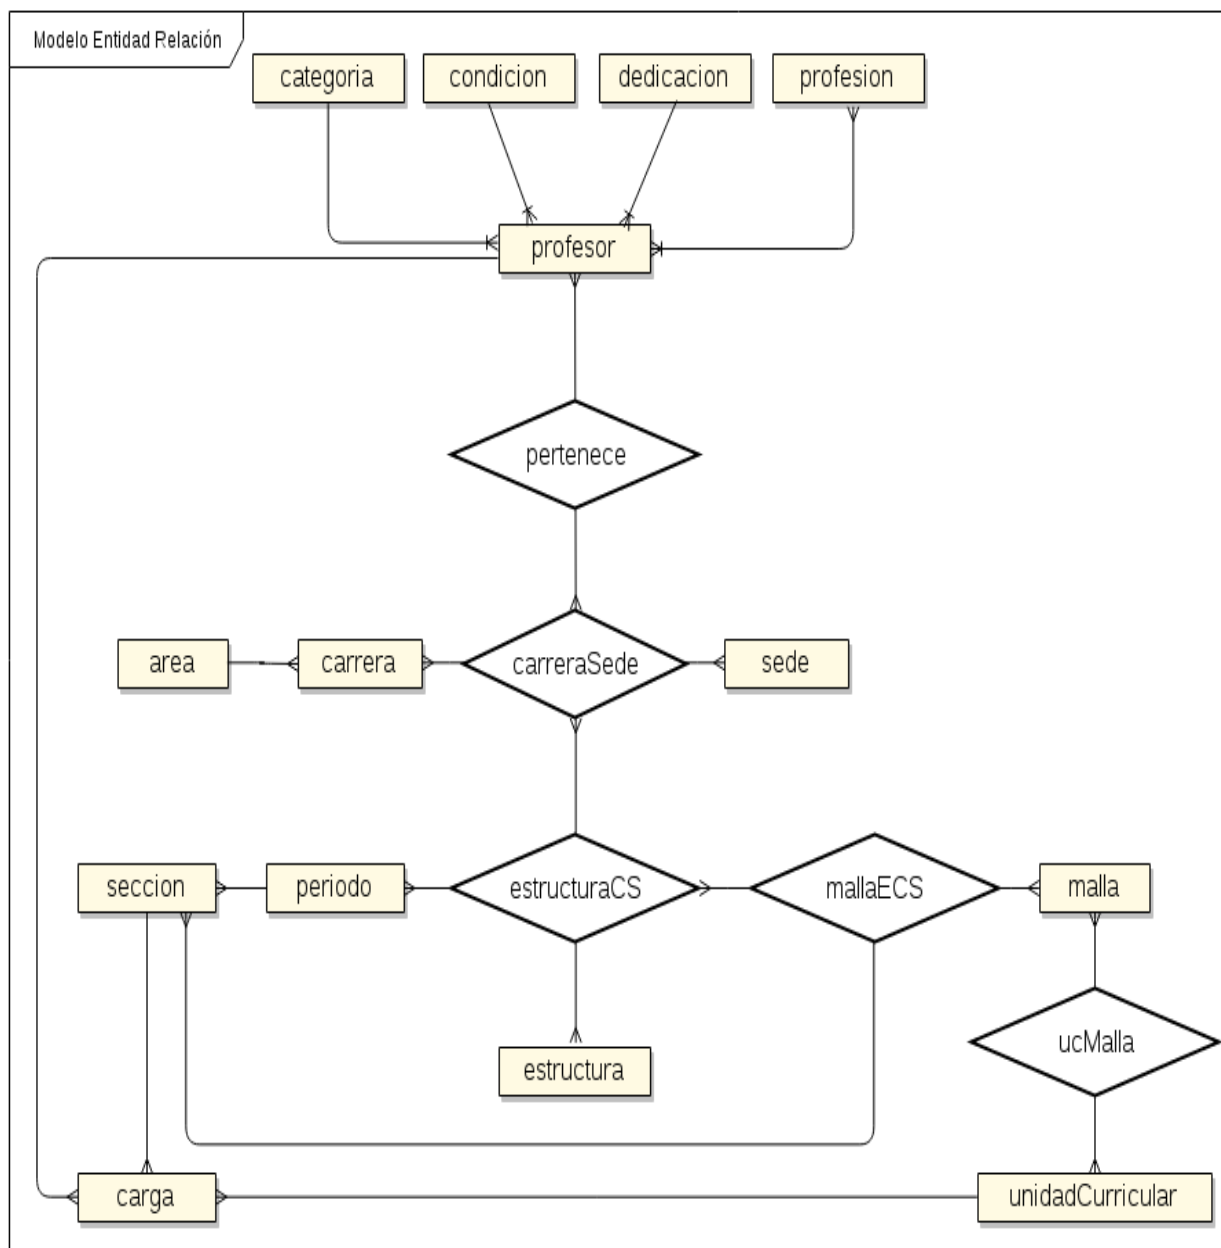 Modelo Entidad Relación
categoria
condicion
dedicacion
profesion
profesor
pertenece
area
carrera
carreraSede
sede
seccion
periodo
estructuraCS
mallaECS
malla
ucMalla
estructura
carga
unidadCurricular